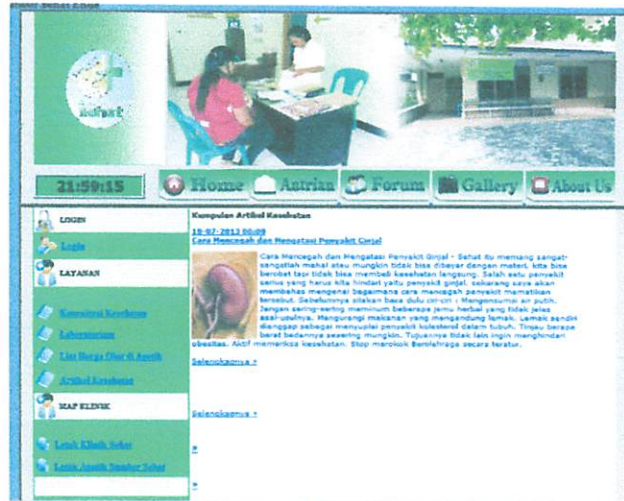 21:59:15
Home
Antrian
Forum
Gallery
About Us
LOGIN
Login
LAYANAN
Konsultasi Kesehatan
Laboratorium
List Harga Obat di Apotik
Artikel Kesehatan
MAP KLINIK
Letak Klinik Sehat
Letak Apotik Sumber Sehat
Kumpulan Artikel Kesehatan
18-07-2013 00:09
Cara Mencegah dan Mengatasi Penyakit Ginjal
Cara Mencegah dan Mengatasi Penyakit Ginjal - Sehat itu memang sangat-
sangatlah mahal atau mungkin tidak bisa dibayar dengan materi. kita bisa
berobat tapi tidak bisa membeli kesehatan langsung. Salah satu penyakit
serius yang harus kita hindari yaitu penyakit ginjal. sekarang saya akan
membahas mengenai bagaimana cara mencegah penyakit mematikan
tersebut. Sebelumnya silakan baca dulu ciri-ciri : Mengonsumsi air putih.
Jangan sering-sering meminum beberapa jamu herbal yang tidak jelas
asal-usulnya. Mengurangi makanan yang mengandung lemak. Lemak sendiri
dianggap sebagai menyuplai penyakit kolesterol dalam tubuh. Tinjau berapa
berat badannya sesering mungkin. Tujuannya tidak lain ingin menghindari
obesitas. Aktif memeriksa kesehatan. Stop merokok Berolahraga secara teratur.
Selengkapnya »
Selengkapnya »
»
»